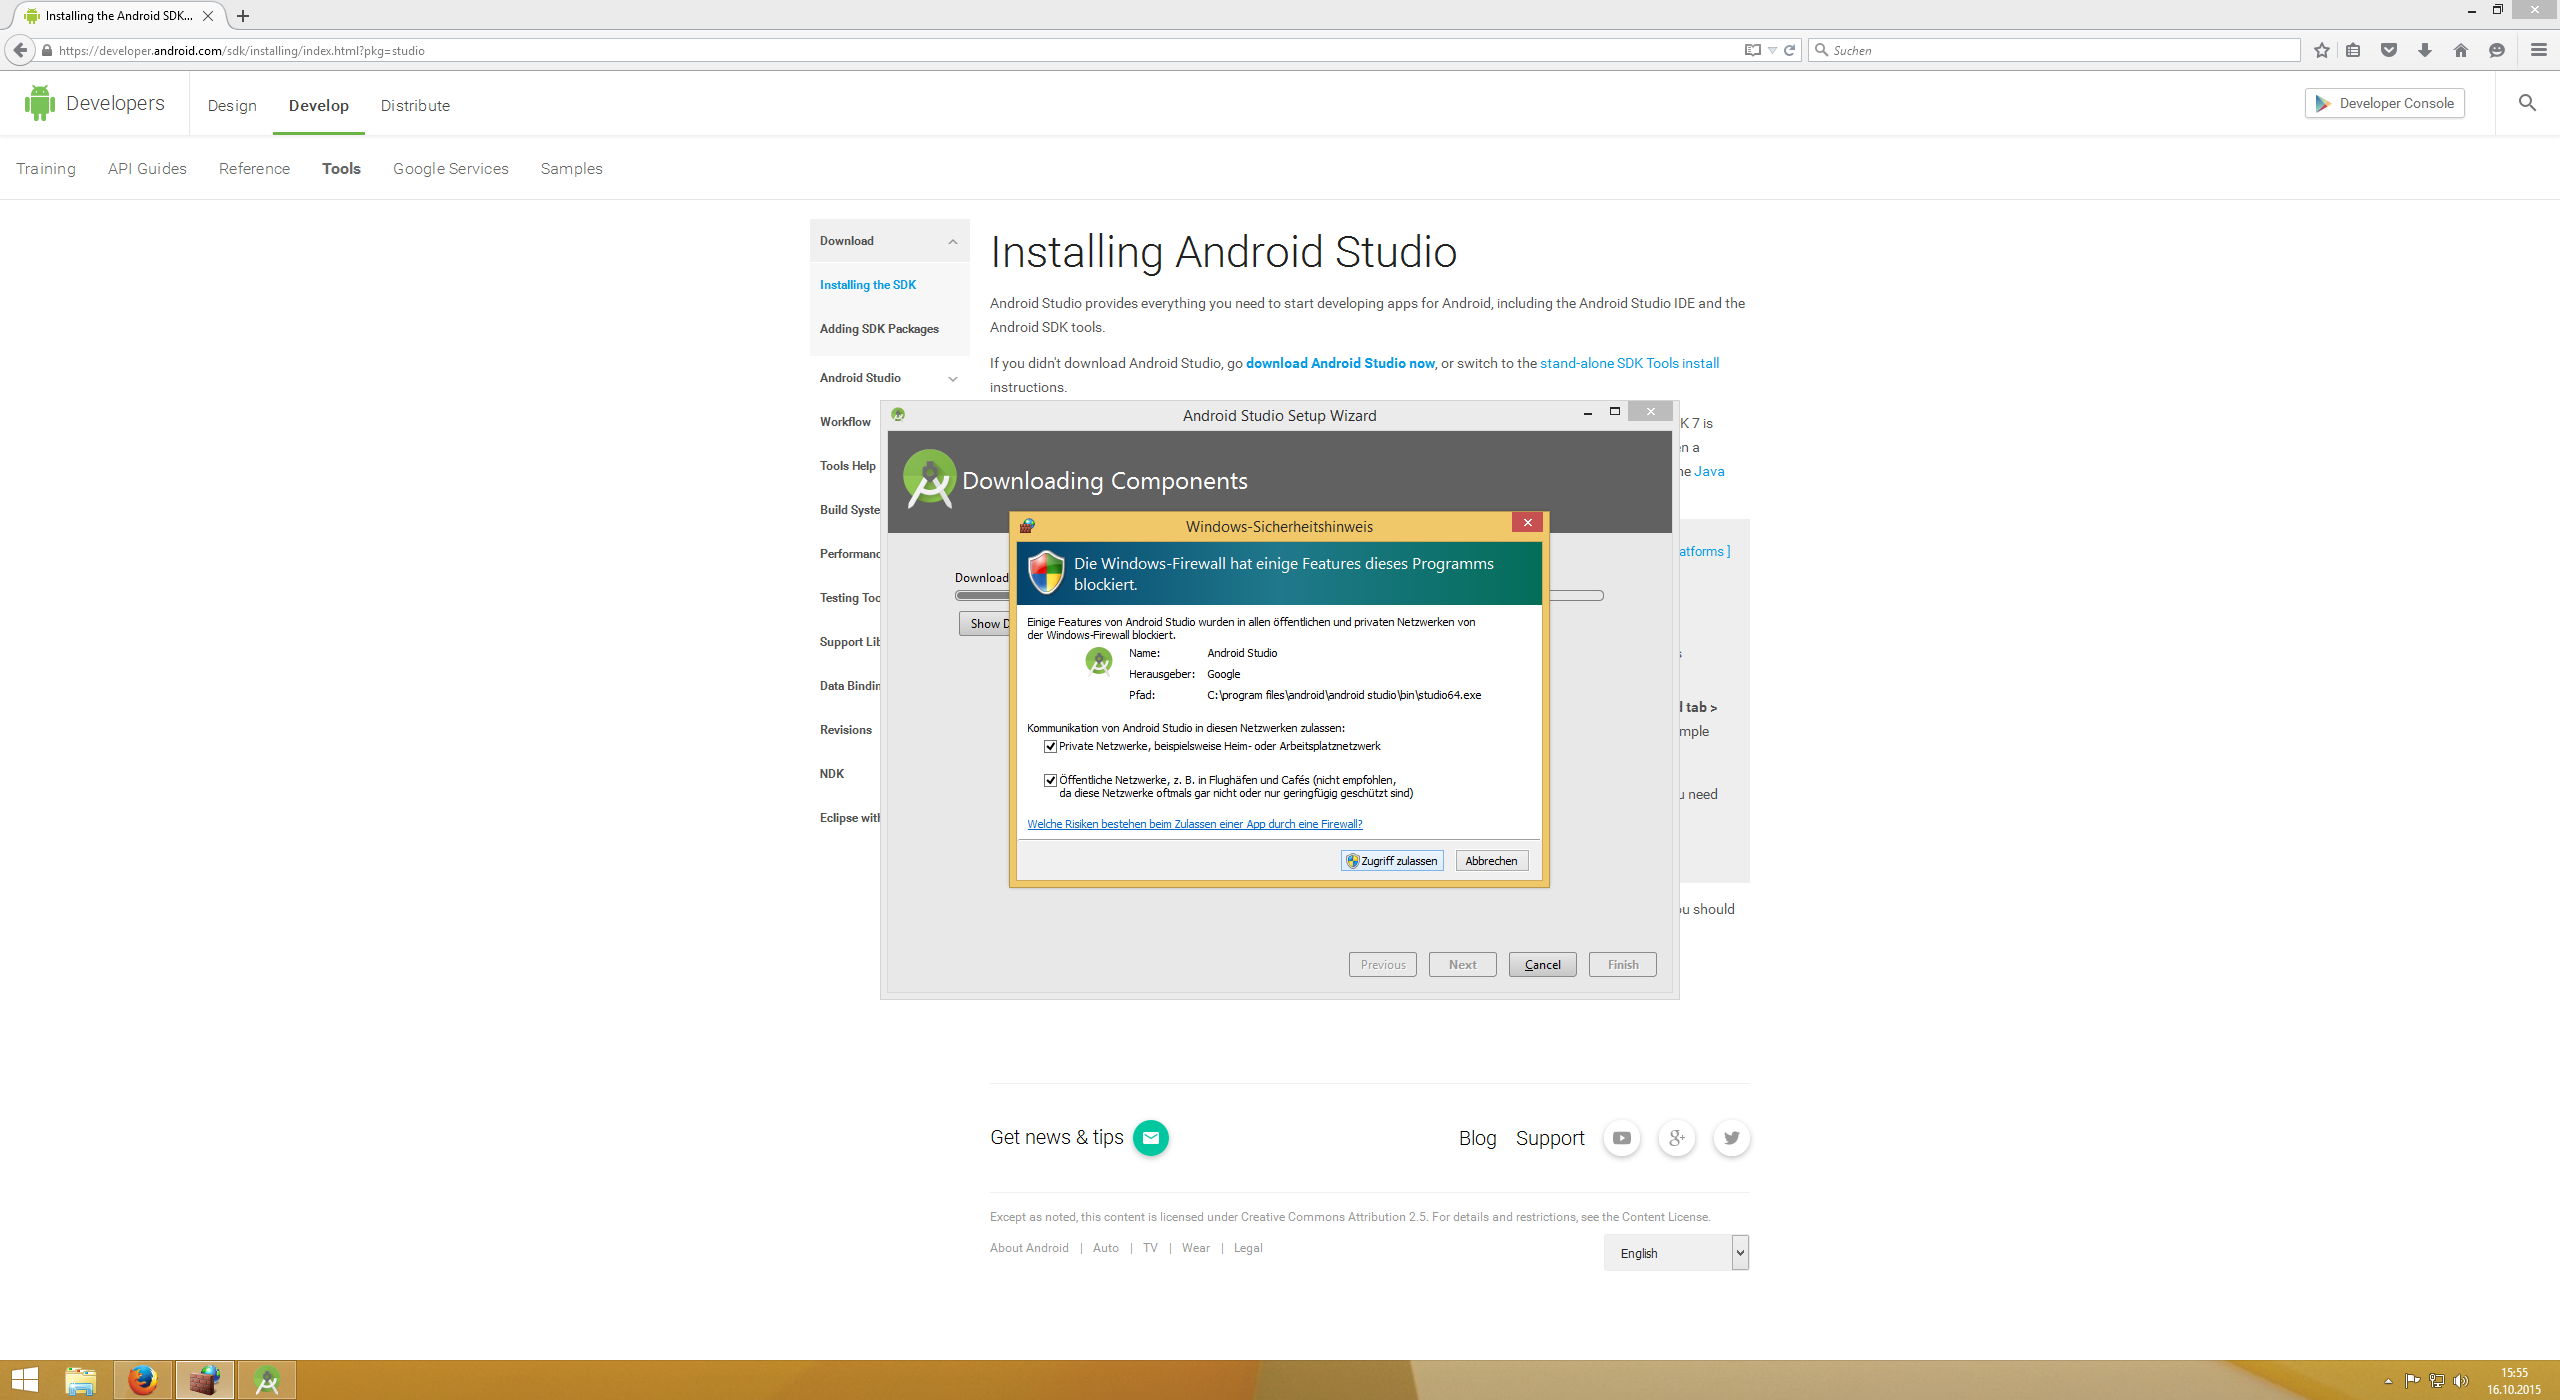 Installing the Android SDK...
https://developer.android.com/sdk/installing/index.html?pkg=studio
Suchen
Developers
Design
Develop
Distribute
Developer Console
Training
API Guides
Reference
Tools
Google Services
Samples
Download
Installing the SDK
Adding SDK Packages
Android Studio
Workflow
Tools Help
Build Syste
Performanc
Testing Too
Support Lib
Data Bindin
Revisions
NDK
Eclipse with
Installing Android Studio
Android Studio provides everything you need to start developing apps for Android, including the Android Studio IDE and the
Android SDK tools.
If you didn't download Android Studio, go download Android Studio now, or switch to the stand-alone SDK Tools install
instructions.
K 7 is
n a
ne Java
atforms ]
s
d tab >
mple
u need
ou should
Android Studio Setup Wizard
Downloading Components
Download
Show D
Windows-Sicherheitshinweis
Die Windows-Firewall hat einige Features dieses Programms
blockiert.
Einige Features von Android Studio wurden in allen öffentlichen und privaten Netzwerken von
der Windows-Firewall blockiert.
Name: Android Studio
Herausgeber: Google
Pfad: C:\program files\android\android studio\bin\studio64.exe
Kommunikation von Android Studio in diesen Netzwerken zulassen:
Private Netzwerke, beispielsweise Heim- oder Arbeitsplatznetzwerk
Öffentliche Netzwerke, z. B. in Flughäfen und Cafés (nicht empfohlen,
da diese Netzwerke oftmals gar nicht oder nur geringfügig geschützt sind)
Welche Risiken bestehen beim Zulassen einer App durch eine Firewall?
Zugriff zulassen
Abbrechen
Previous
Next
Cancel
Finish
Get news & tips
Blog
Support
Except as noted, this content is licensed under Creative Commons Attribution 2.5. For details and restrictions, see the Content License.
About Android | Auto | TV | Wear | Legal
English
15:55
16.10.2015